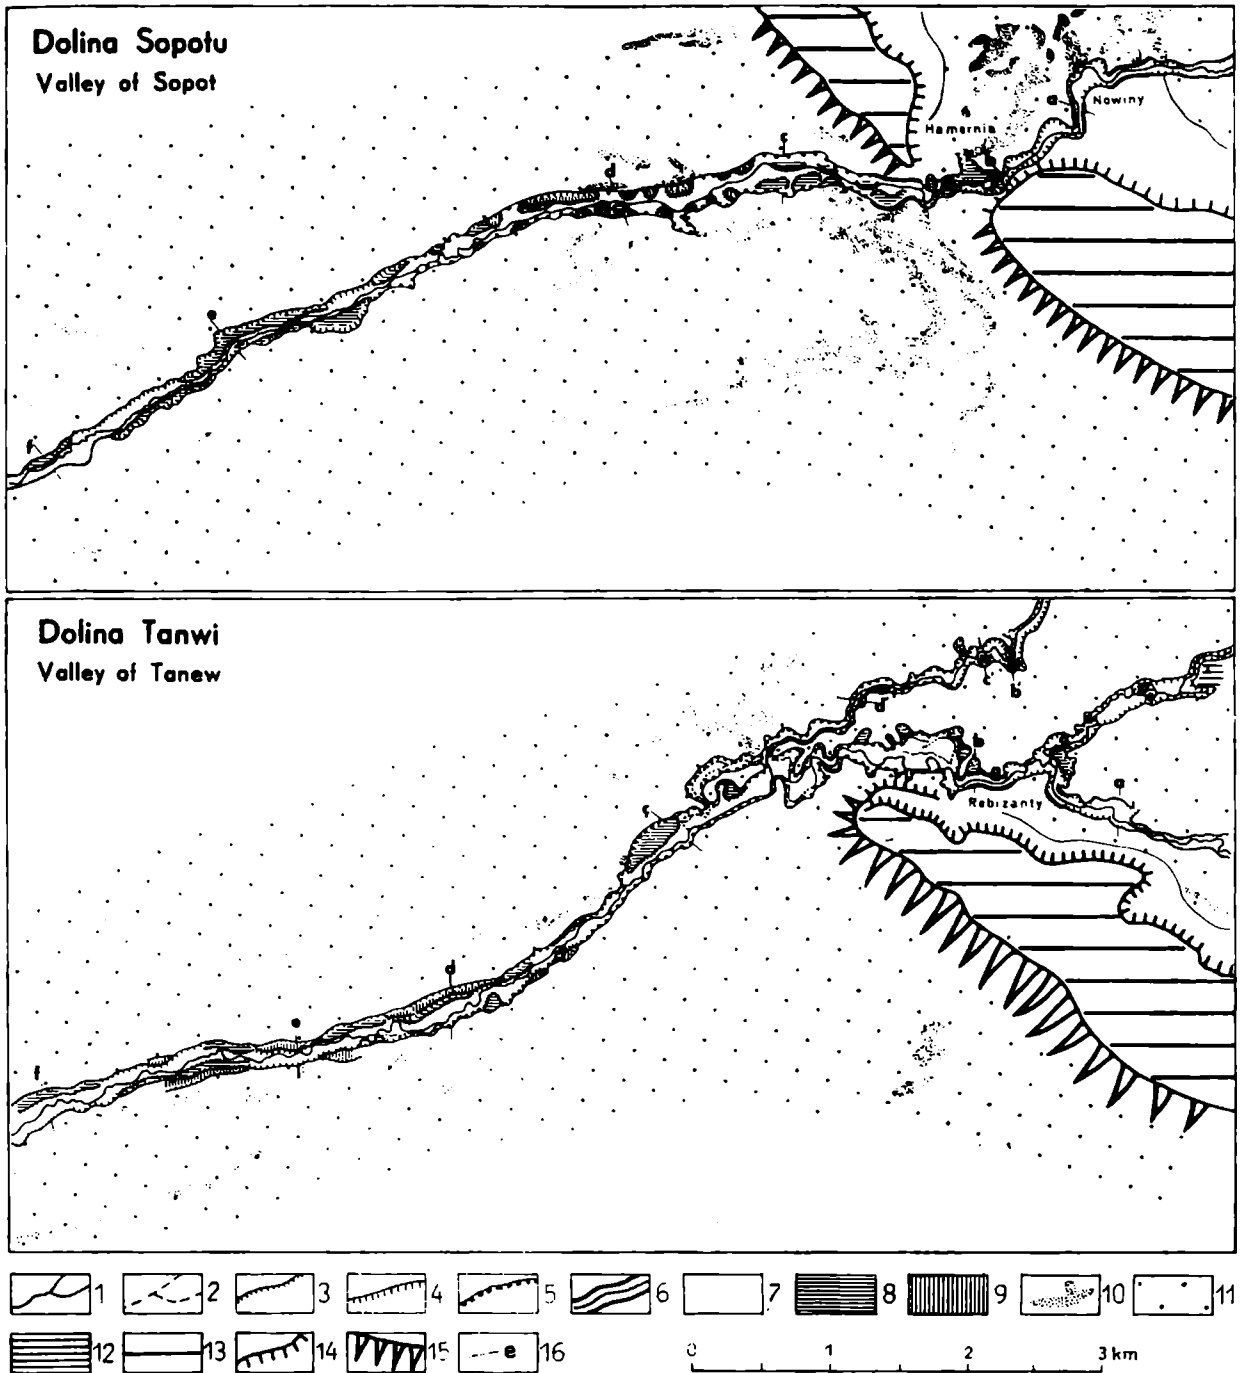 Dolina Sopotu
Valley of Sopot
a
Nowiny
Hamernia
b
c
d
e
f
Dolina Tanwi
Valley of Tanew
c
b
d
b
a
Rebizanty
c
d
e
f
1 2 3 4 5 6 7 8 9 10 11
12 13 14 15 e 16
0 1 2 3 km